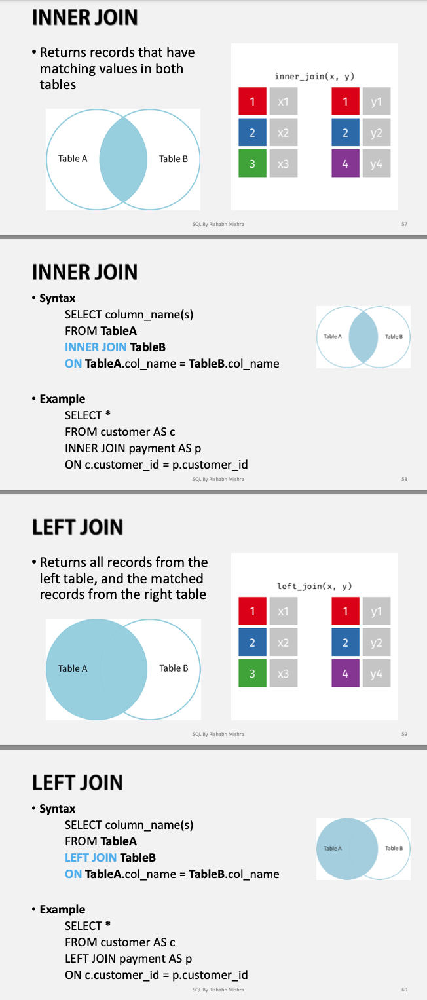 INNER JOIN
• Returns records that have
matching values in both
tables
Table A
Table B
inner_join(x, y)
1 x1 1 y1
2 x2 2 y2
3 x3 4 y4
SQL By Rishabh Mishra
57
INNER JOIN
• Syntax
SELECT column_name(s)
FROM TableA
INNER JOIN TableB
ON TableA.col_name = TableB.col_name
Table A
Table B
• Example
SELECT *
FROM customer AS c
INNER JOIN payment AS p
ON c.customer_id = p.customer_id
SQL By Rishabh Mishra
58
LEFT JOIN
• Returns all records from the
left table, and the matched
records from the right table
Table A
Table B
left_join(x, y)
1 x1 1 y1
2 x2 2 y2
3 x3 4 y4
SQL By Rishabh Mishra
59
LEFT JOIN
• Syntax
SELECT column_name(s)
FROM TableA
LEFT JOIN TableB
ON TableA.col_name = TableB.col_name
Table A
Table B
• Example
SELECT *
FROM customer AS c
LEFT JOIN payment AS p
ON c.customer_id = p.customer_id
SQL By Rishabh Mishra
60